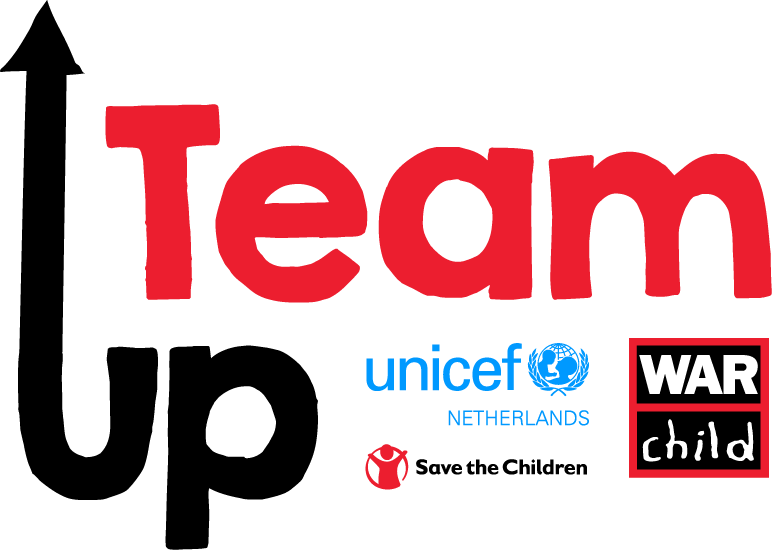 Team
Up
unicef
NETHERLANDS
Save the Children
WAR
child